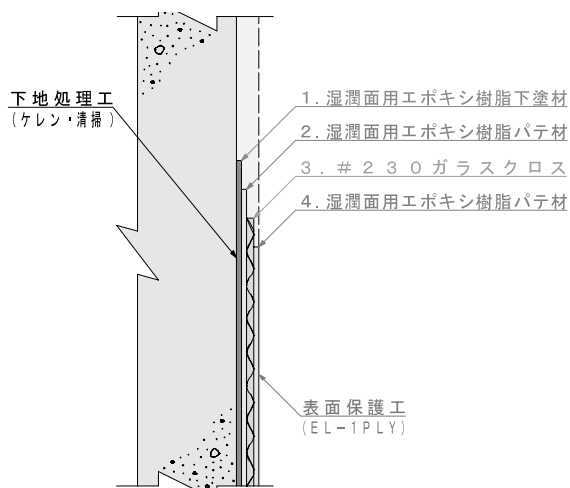 下地処理工
(ケレン・清掃)
1.湿潤面用エポキシ樹脂下塗材
2.湿潤面用エポキシ樹脂パテ材
3.#230ガラスクロス
4.湿潤面用エポキシ樹脂パテ材
表面保護工
(EL-1PLY)